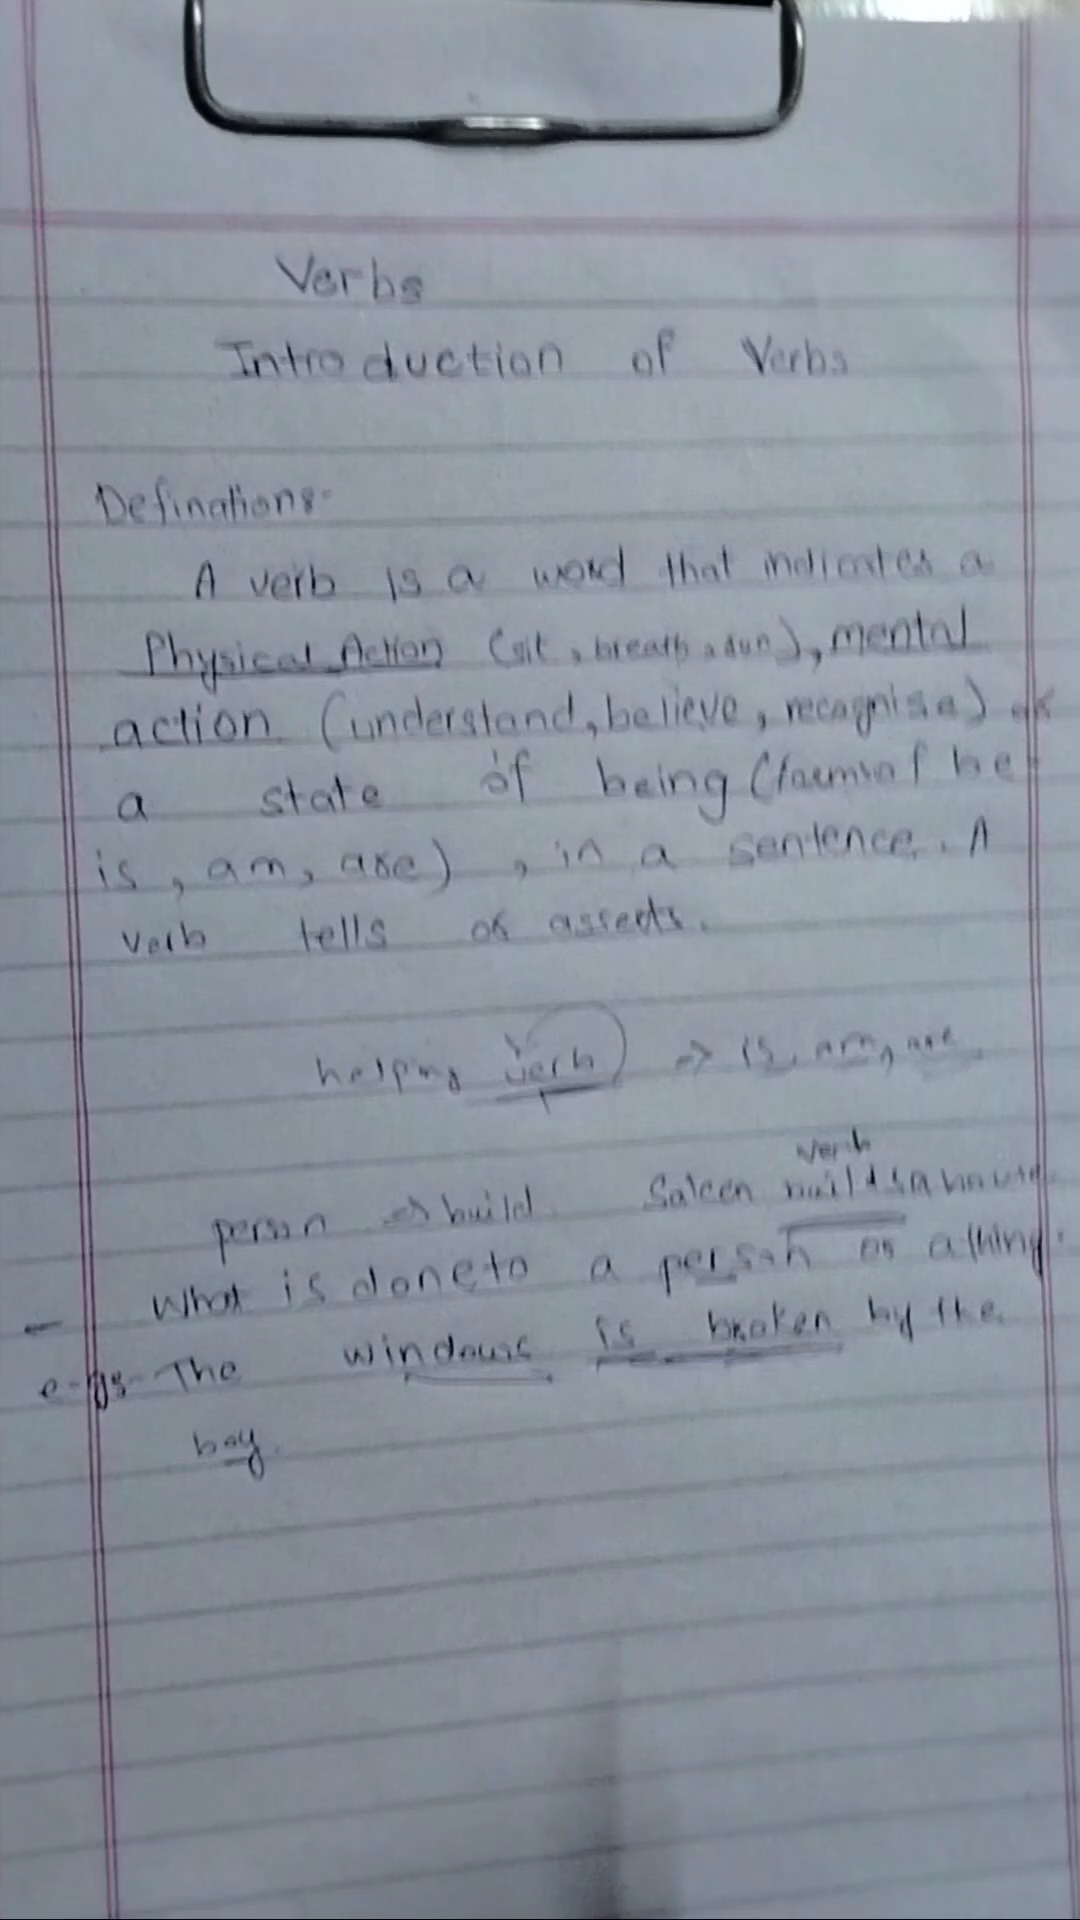 Verbs
Introduction of Verbs
Definations:-
A verb is a word that indicates a
Physical Action (sit, breath, run), mental
action (understand, believe, recognise) or
a state of being (forms of be
is, am, are), in a sentence. A
verb tells or asserts.
helping verb) → is, am, are
verb
person → build. Saleen builds a house
- What is done to a person or a thing.
e-g:- The windows is broken by the
boy.